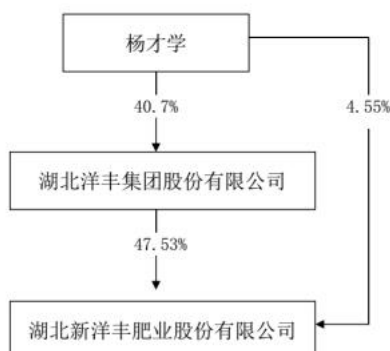 杨才学
40.7%
4.55%
湖北洋丰集团股份有限公司
47.53%
湖北新洋丰肥业股份有限公司